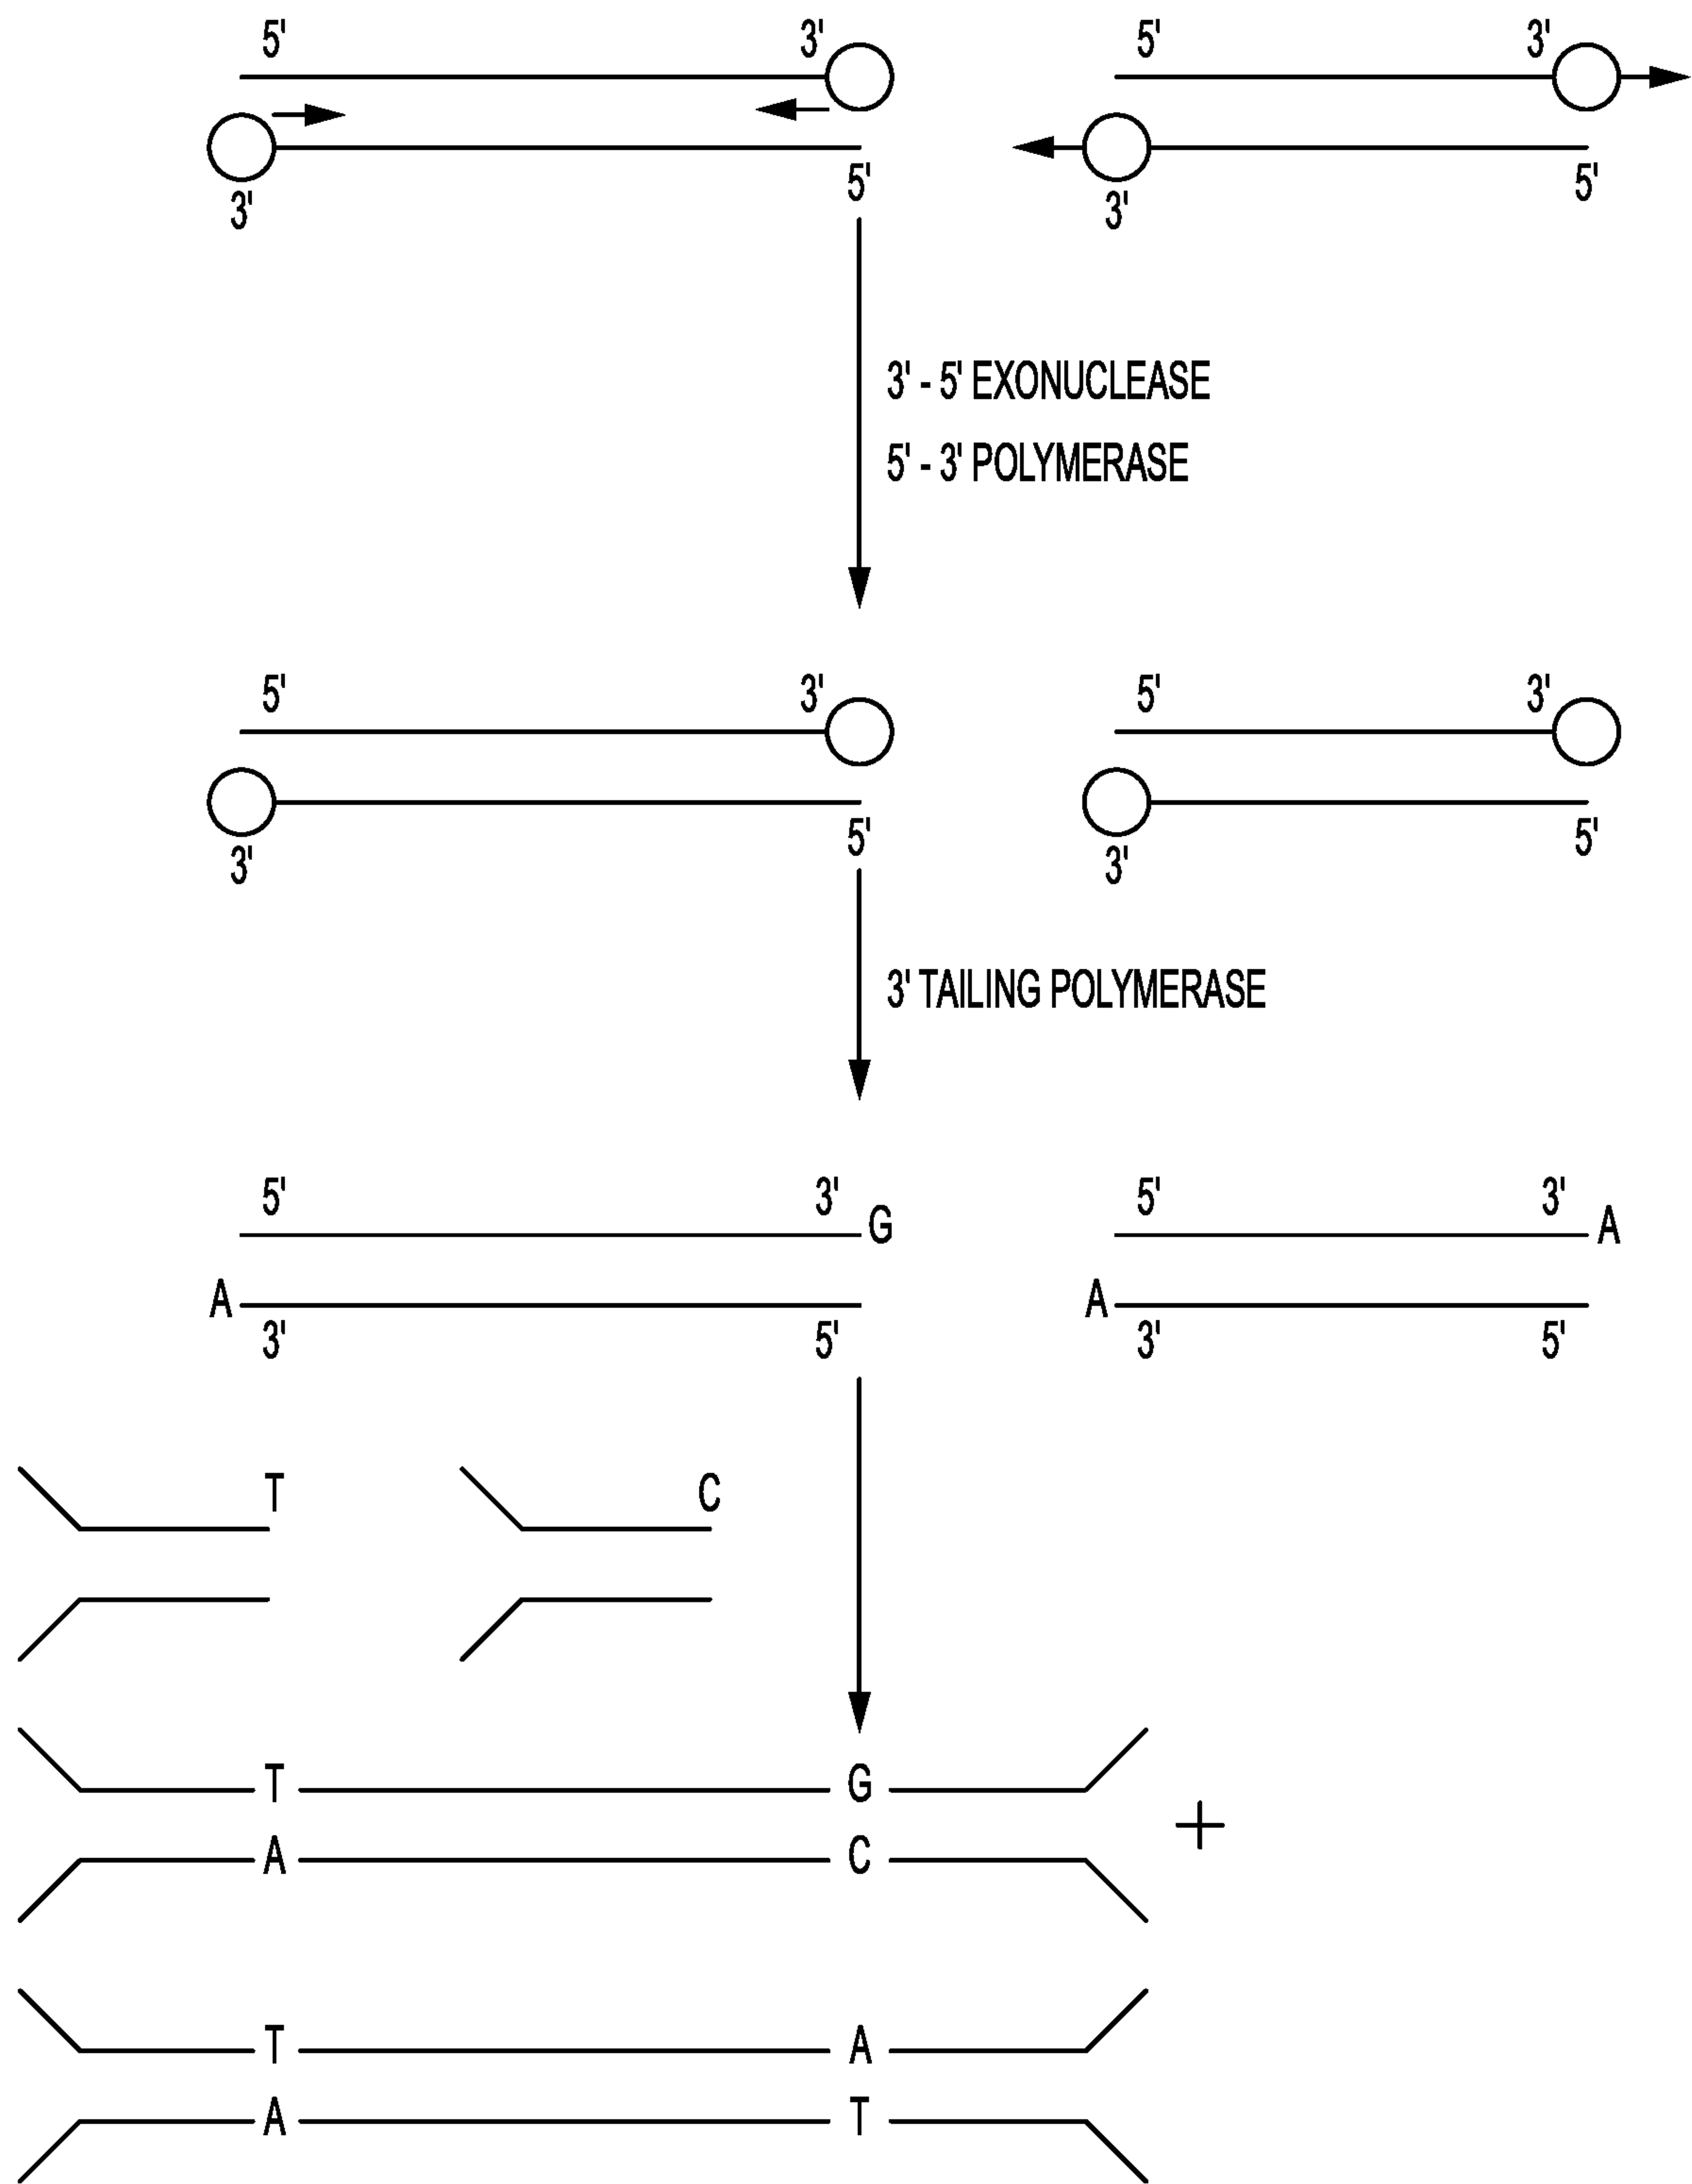 5' 3' 5' 3'
3' 5' 3' 5'
3' - 5' EXONUCLEASE
5' - 3' POLYMERASE
5' 3' 5' 3'
3' 5' 3' 5'
3' TAILING POLYMERASE
5' 3' G 5' 3' A
A 3' 5' A 3' 5'
T C
T G
+
A C
T A
A T